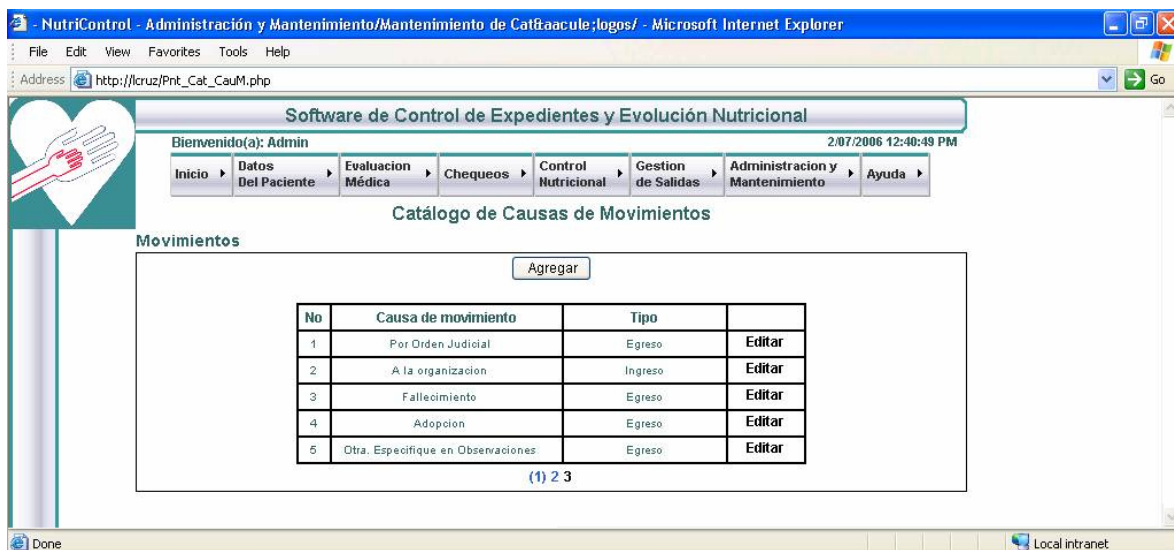 - NutriControl - Administración y Mantenimiento/Mantenimiento de Cat&aacute;logos/ - Microsoft Internet Explorer
File Edit View Favorites Tools Help
Address http://lcruz/Pnt_Cat_CauM.php Go
Software de Control de Expedientes y Evolución Nutricional
Bienvenido(a): Admin 2/07/2006 12:40:49 PM
Inicio Datos Del Paciente Evaluacion Médica Chequeos Control Nutricional Gestion de Salidas Administracion y Mantenimiento Ayuda
Catálogo de Causas de Movimientos
Movimientos
Agregar
No Causa de movimiento Tipo
1 Por Orden Judicial Egreso Editar
2 A la organizacion Ingreso Editar
3 Fallecimiento Egreso Editar
4 Adopcion Egreso Editar
5 Otra. Especifique en Observaciones Egreso Editar
(1) 2 3
Done Local intranet